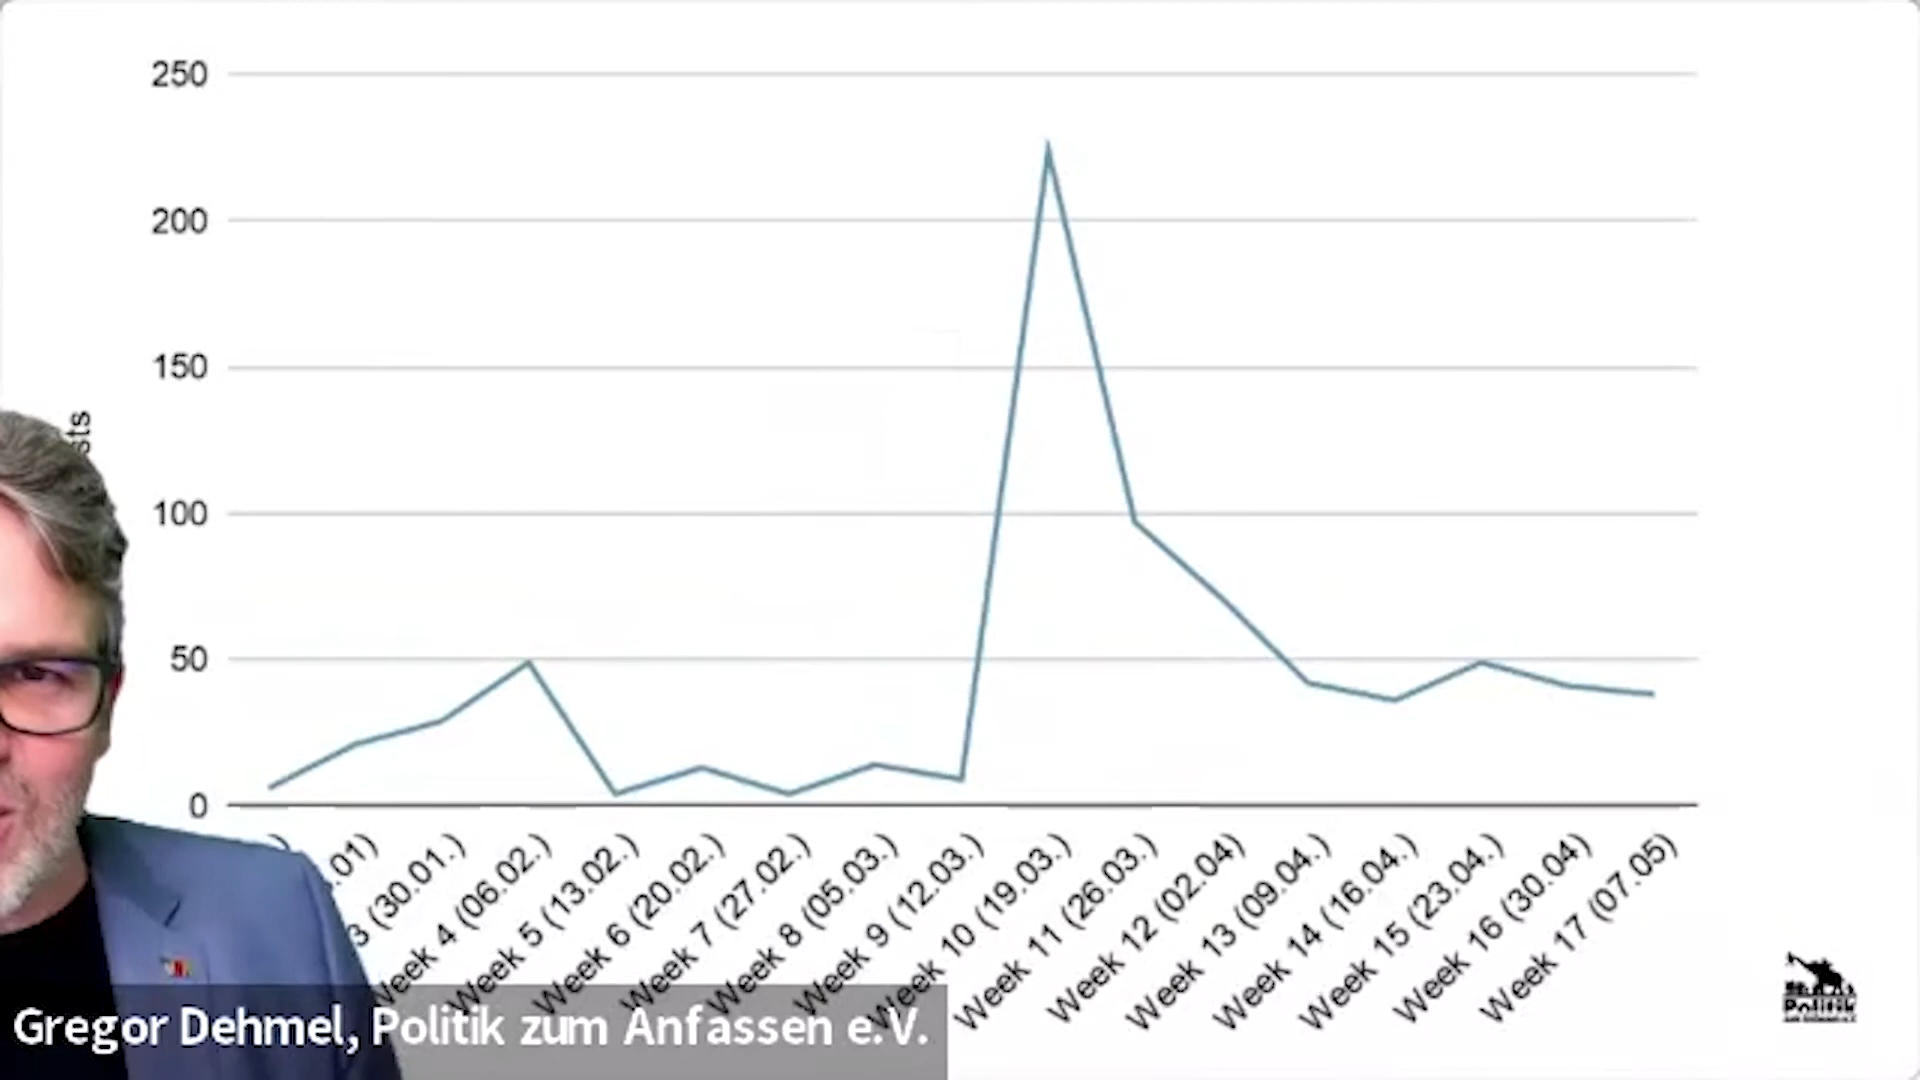 250
200
150
100
50
0
sts
)
.01)
3 (30.01.)
Week 4 (06.02.)
Week 5 (13.02.)
Week 6 (20.02.)
Week 7 (27.02.)
Week 8 (05.03.)
Week 9 (12.03.)
Week 10 (19.03.)
Week 11 (26.03.)
Week 12 (02.04)
Week 13 (09.04.)
Week 14 (16.04.)
Week 15 (23.04.)
Week 16 (30.04)
Week 17 (07.05)
Gregor Dehmel, Politik zum Anfassen e.V.
Politik